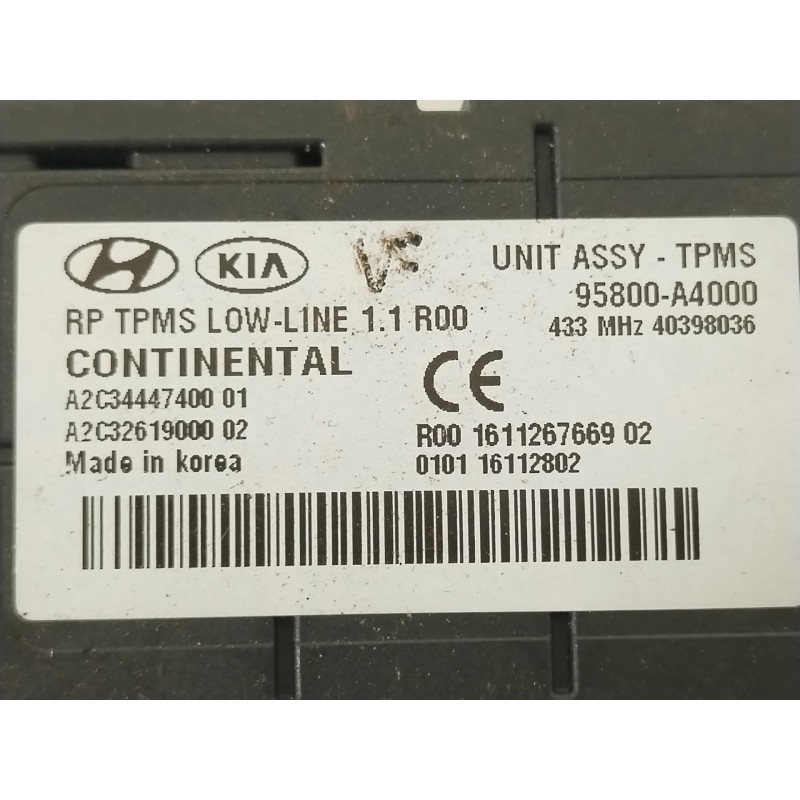 KIA
VF
UNIT ASSY - TPMS
95800-A4000
RP TPMS LOW-LINE 1.1 R00
433 MHz 40398036
CONTINENTAL
CE
A2C34447400 01
A2C32619000 02
R00 1611267669 02
Made in korea
0101 16112802